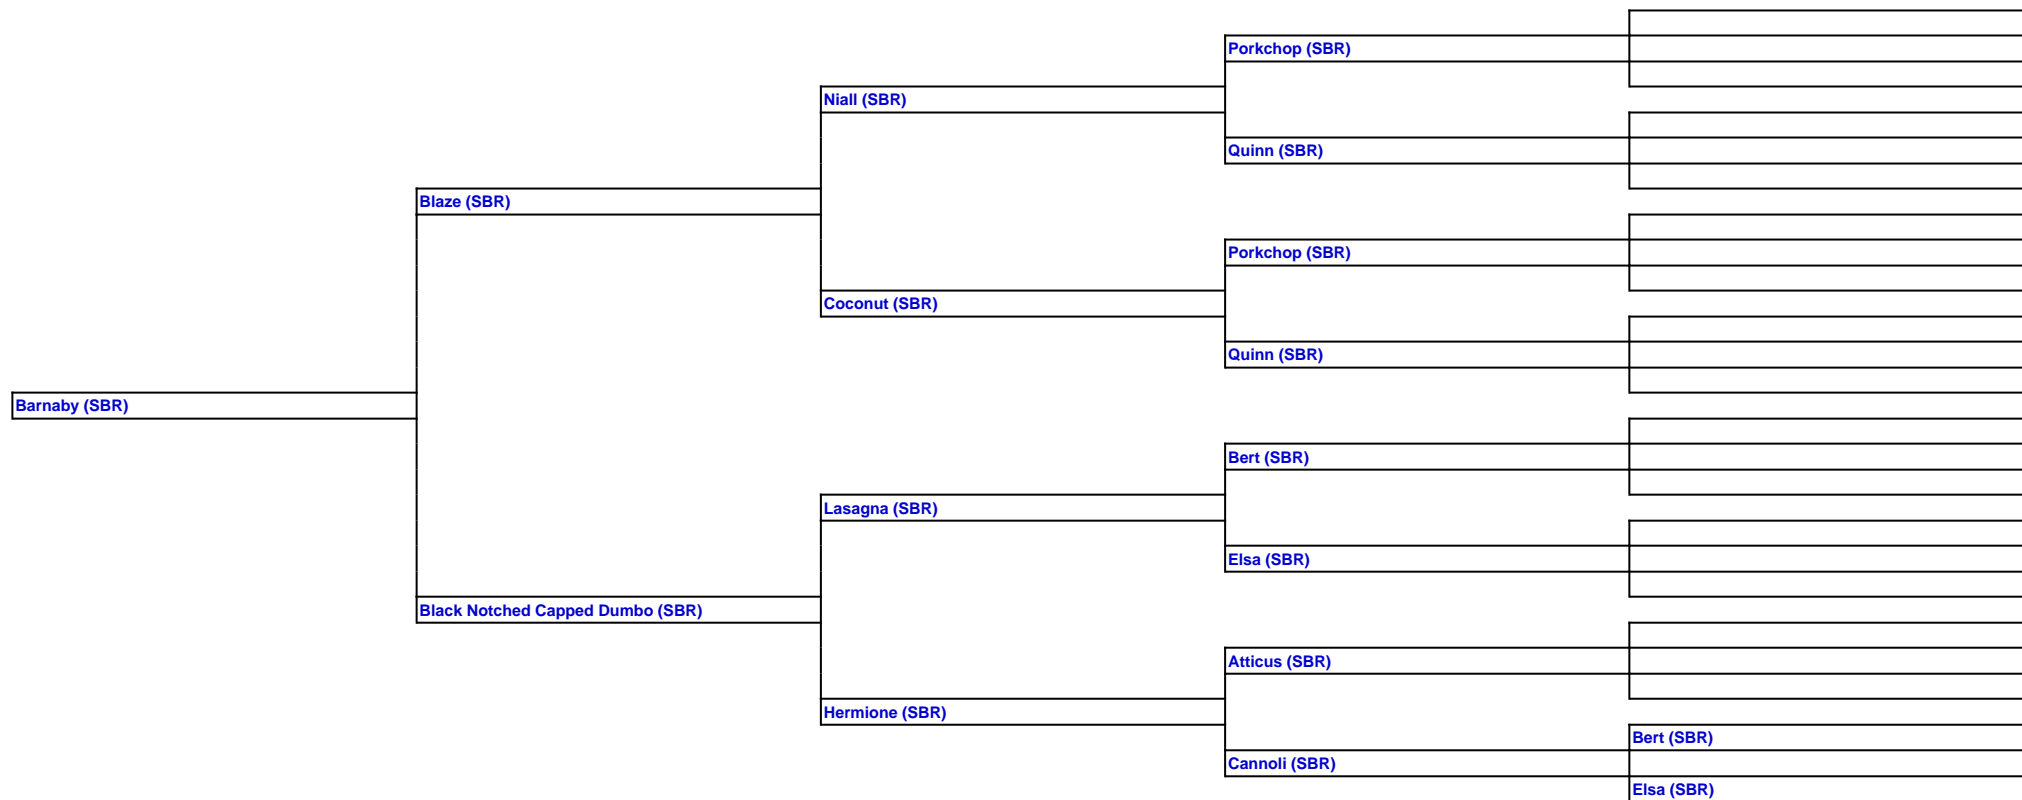 Porkchop (SBR)
Niall (SBR)
Quinn (SBR)
Blaze (SBR)
Porkchop (SBR)
Coconut (SBR)
Quinn (SBR)
Barnaby (SBR)
Bert (SBR)
Lasagna (SBR)
Elsa (SBR)
Black Notched Capped Dumbo (SBR)
Atticus (SBR)
Hermione (SBR)
Bert (SBR)
Cannoli (SBR)
Elsa (SBR)